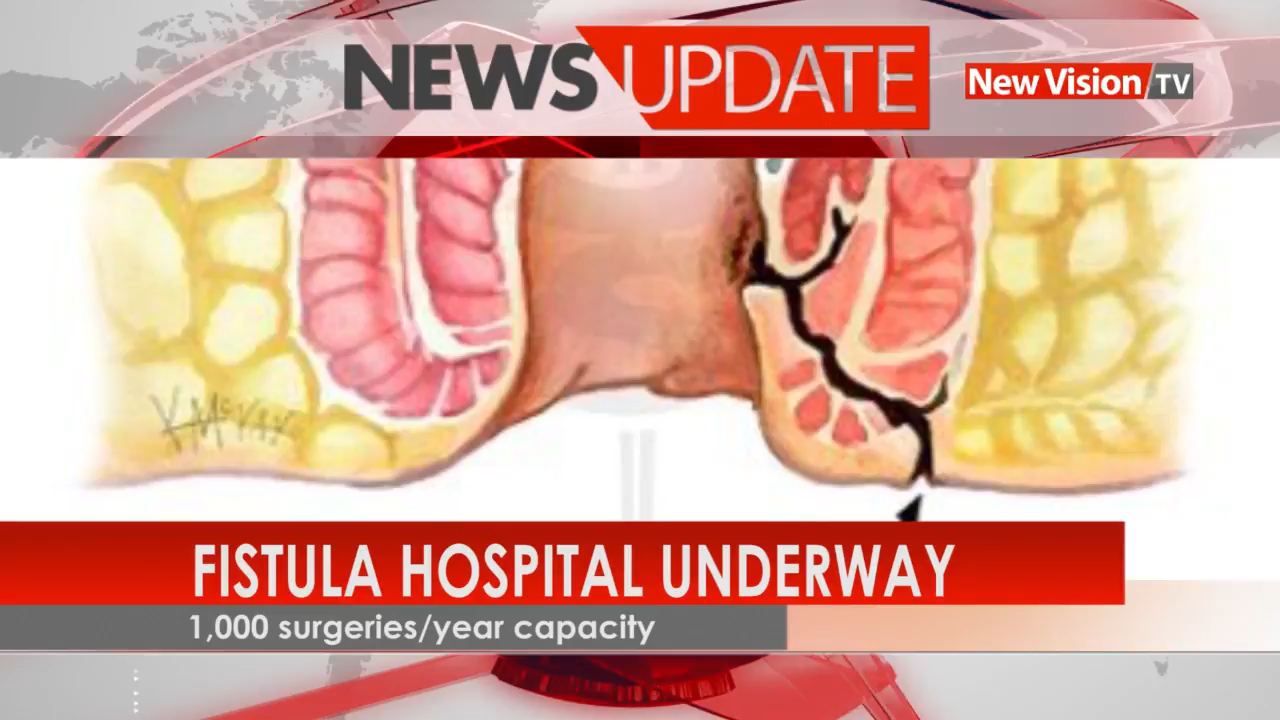 NEWS UPDATE
New Vision TV
FISTULA HOSPITAL UNDERWAY
1,000 surgeries/year capacity